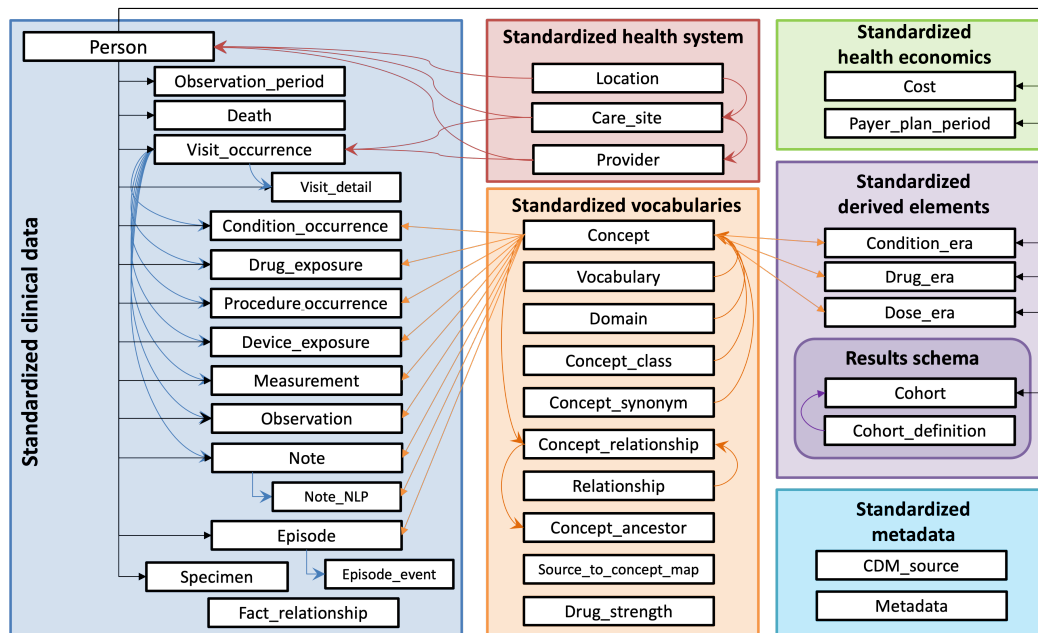 Standardized clinical data
Person
Observation_period
Death
Visit_occurrence
Visit_detail
Condition_occurrence
Drug_exposure
Procedure_occurrence
Device_exposure
Measurement
Observation
Note
Note_NLP
Episode
Episode_event
Specimen
Fact_relationship
Standardized health system
Location
Care_site
Provider
Standardized vocabularies
Concept
Vocabulary
Domain
Concept_class
Concept_synonym
Concept_relationship
Relationship
Concept_ancestor
Source_to_concept_map
Drug_strength
Standardized
health economics
Cost
Payer_plan_period
Standardized
derived elements
Condition_era
Drug_era
Dose_era
Results schema
Cohort
Cohort_definition
Standardized
metadata
CDM_source
Metadata